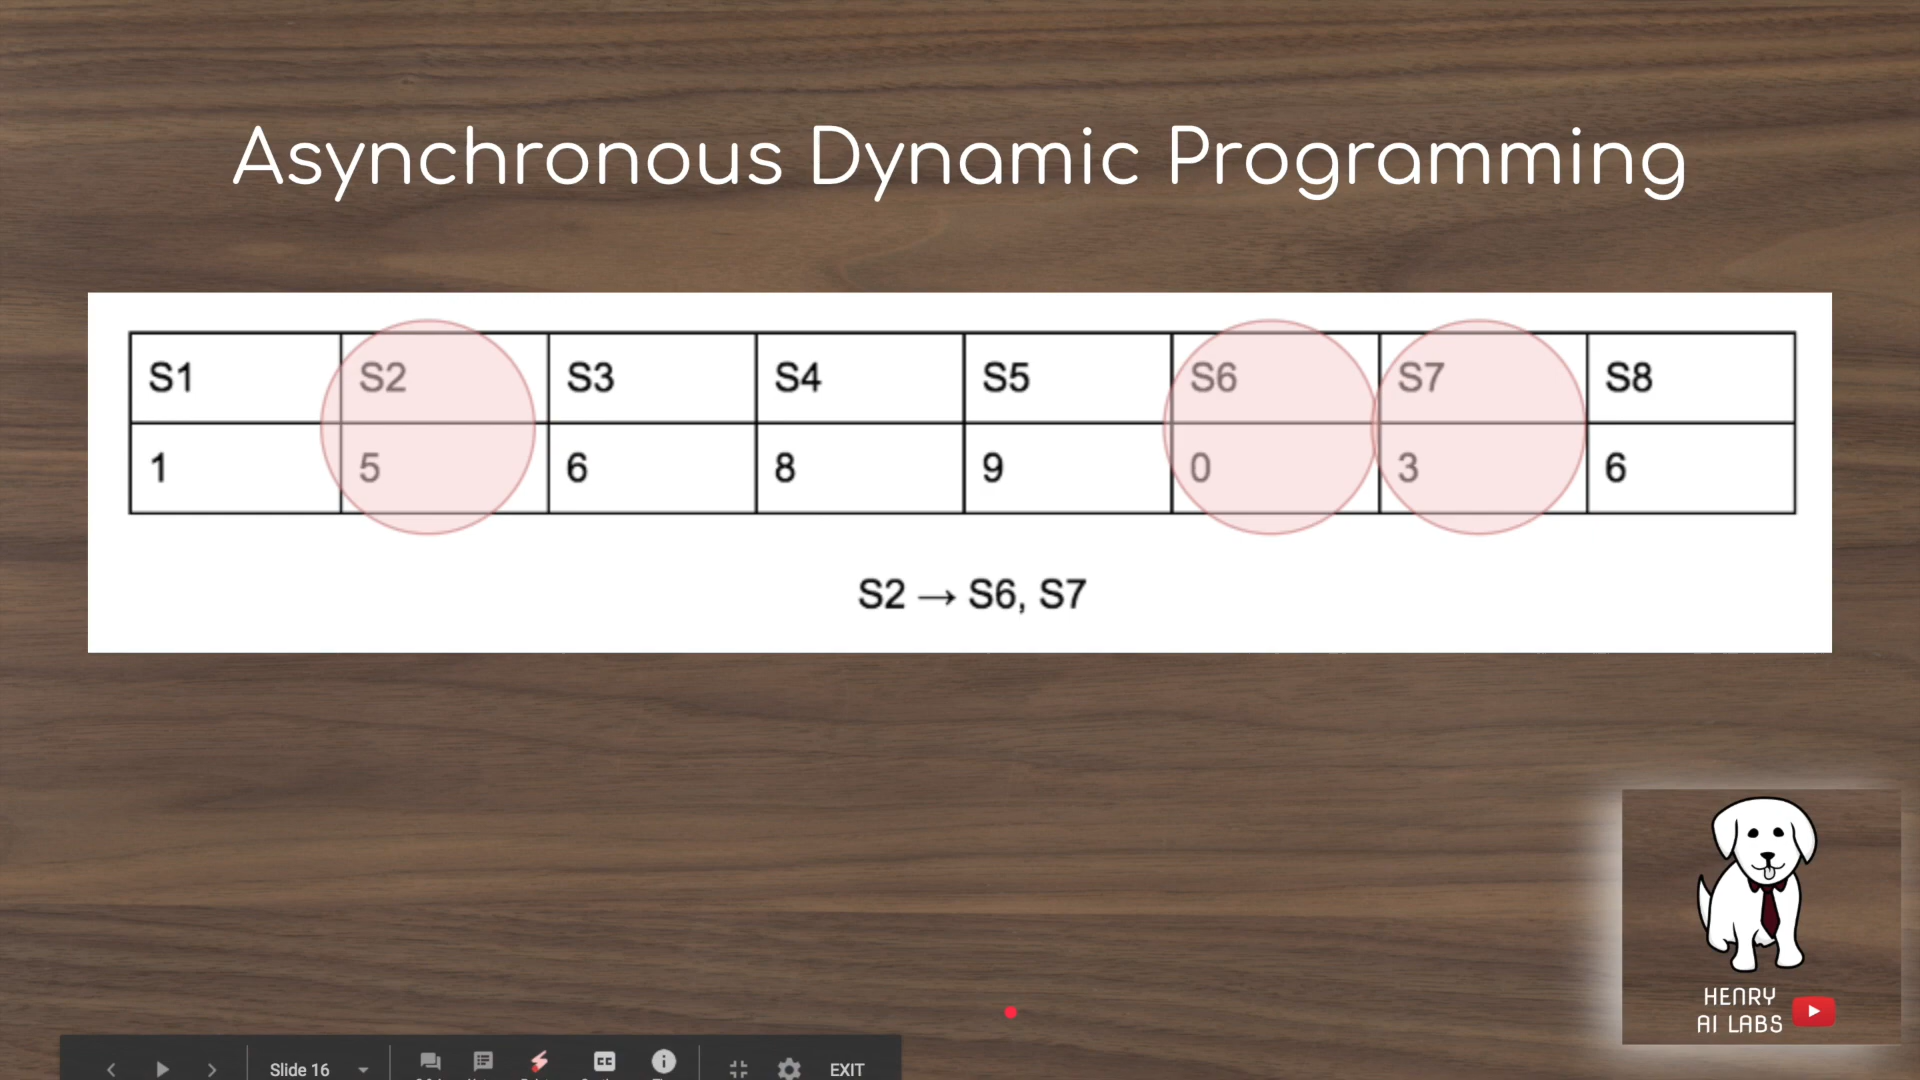 Asynchronous Dynamic Programming
S1 S2 S3 S4 S5 S6 S7 S8
1 5 6 8 9 0 3 6
S2 → S6, S7
HENRY
AI LABS
Slide 16
CC
EXIT